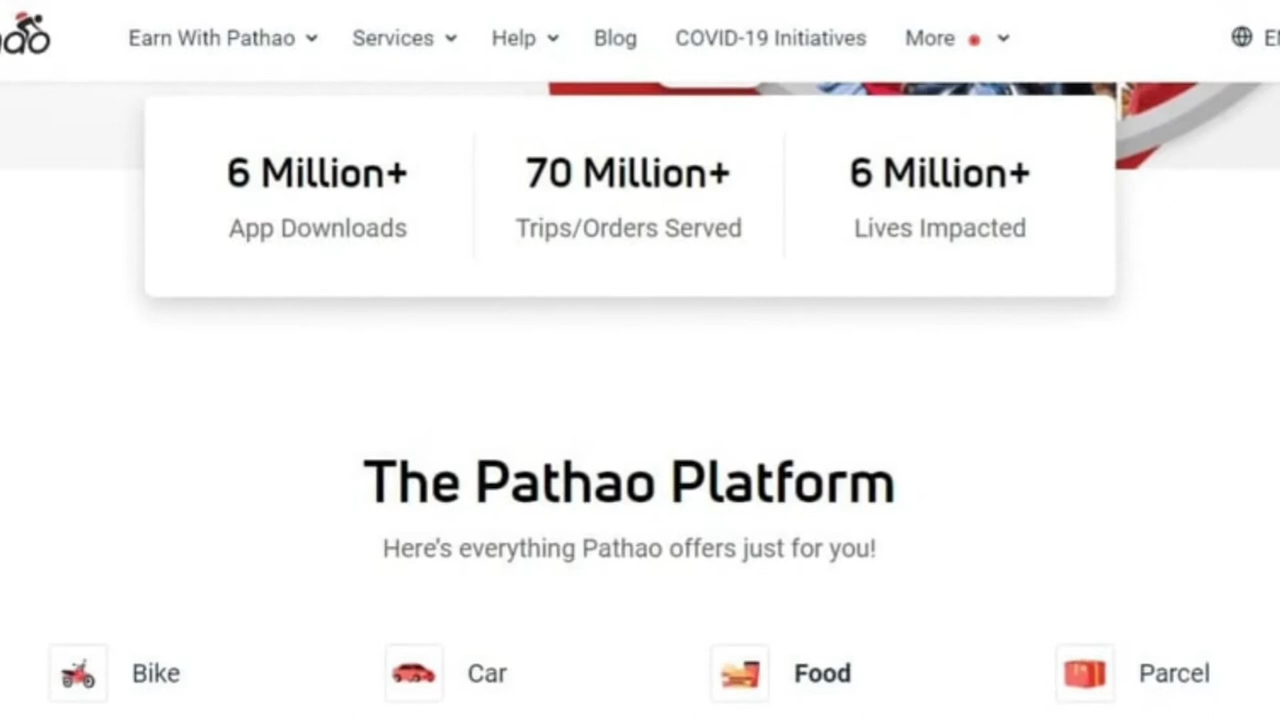 Earn With Pathao Services Help Blog COVID-19 Initiatives More
6 Million+ 70 Million+ 6 Million+
App Downloads Trips/Orders Served Lives Impacted
The Pathao Platform
Here's everything Pathao offers just for you!
Bike Car Food Parcel